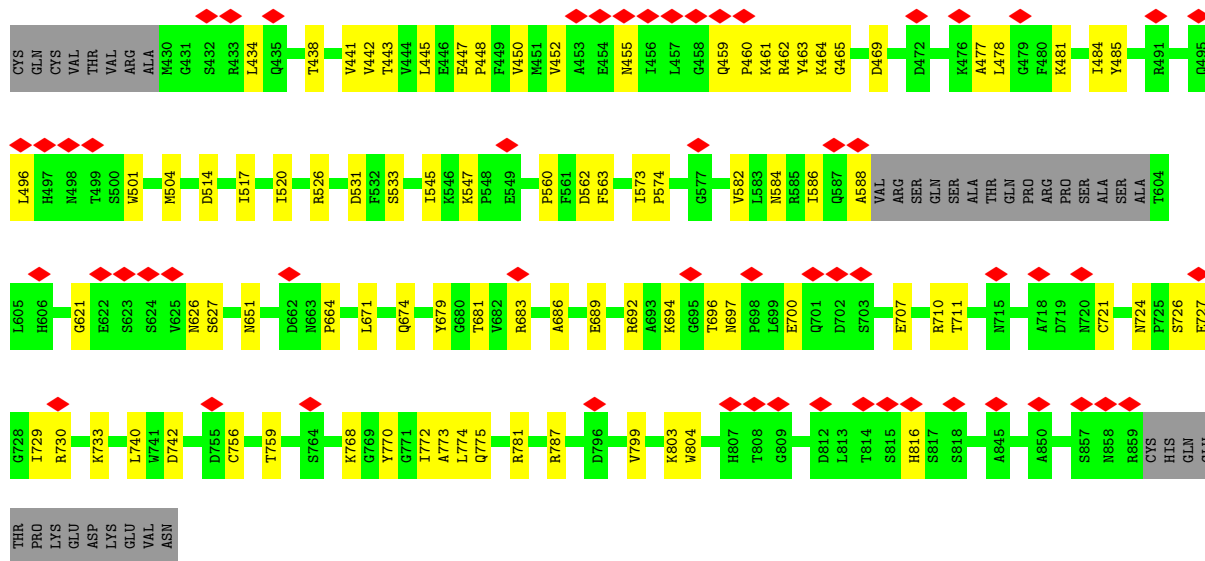 CYS GLN CYS VAL THR VAL ARG ALA M430 G431 S432 R433 L434 Q435 T438 V441 V442 T443 V444 L445 E446 E447 P448 F449 V450 M451 V452 A453 E454 N455 I456 L457 G458 Q459 P460 K461 R462 Y463 K464 G465 D469 D472 K476 A477 L478 G479 F480 K481 I484 Y485 R491 Q495
L496 H497 N498 T499 S500 W501 M504 D514 I517 I520 R526 D531 F532 S533 I545 K546 K547 P548 E549 P560 F561 D562 F563 I573 P574 G577 V582 L583 N584 R585 I586 Q587 A588 VAL ARG SER GLN SER ALA THR GLN PRO ARG PRO SER ALA SER ALA T604
L605 H606 G621 E622 S623 S624 V625 N626 S627 N651 D662 N663 P664 L671 Q674 Y679 G680 T681 V682 R683 A686 E689 R692 A693 K694 G695 T696 N697 P698 L699 E700 Q701 D702 S703 E707 R710 T711 N715 A718 D719 N720 C721 N724 P725 S726 E727
G728 I729 R730 K733 L740 W741 D742 D755 C756 T759 S764 K768 G769 Y770 G771 I772 A773 L774 Q775 R781 R787 D796 V799 K803 W804 H807 T808 G809 D812 L813 T814 S815 H816 S817 S818 A845 A850 S857 N858 R859 CYS HIS GLN GLU
THR PRO LYS GLU ASP LYS GLU VAL ASN